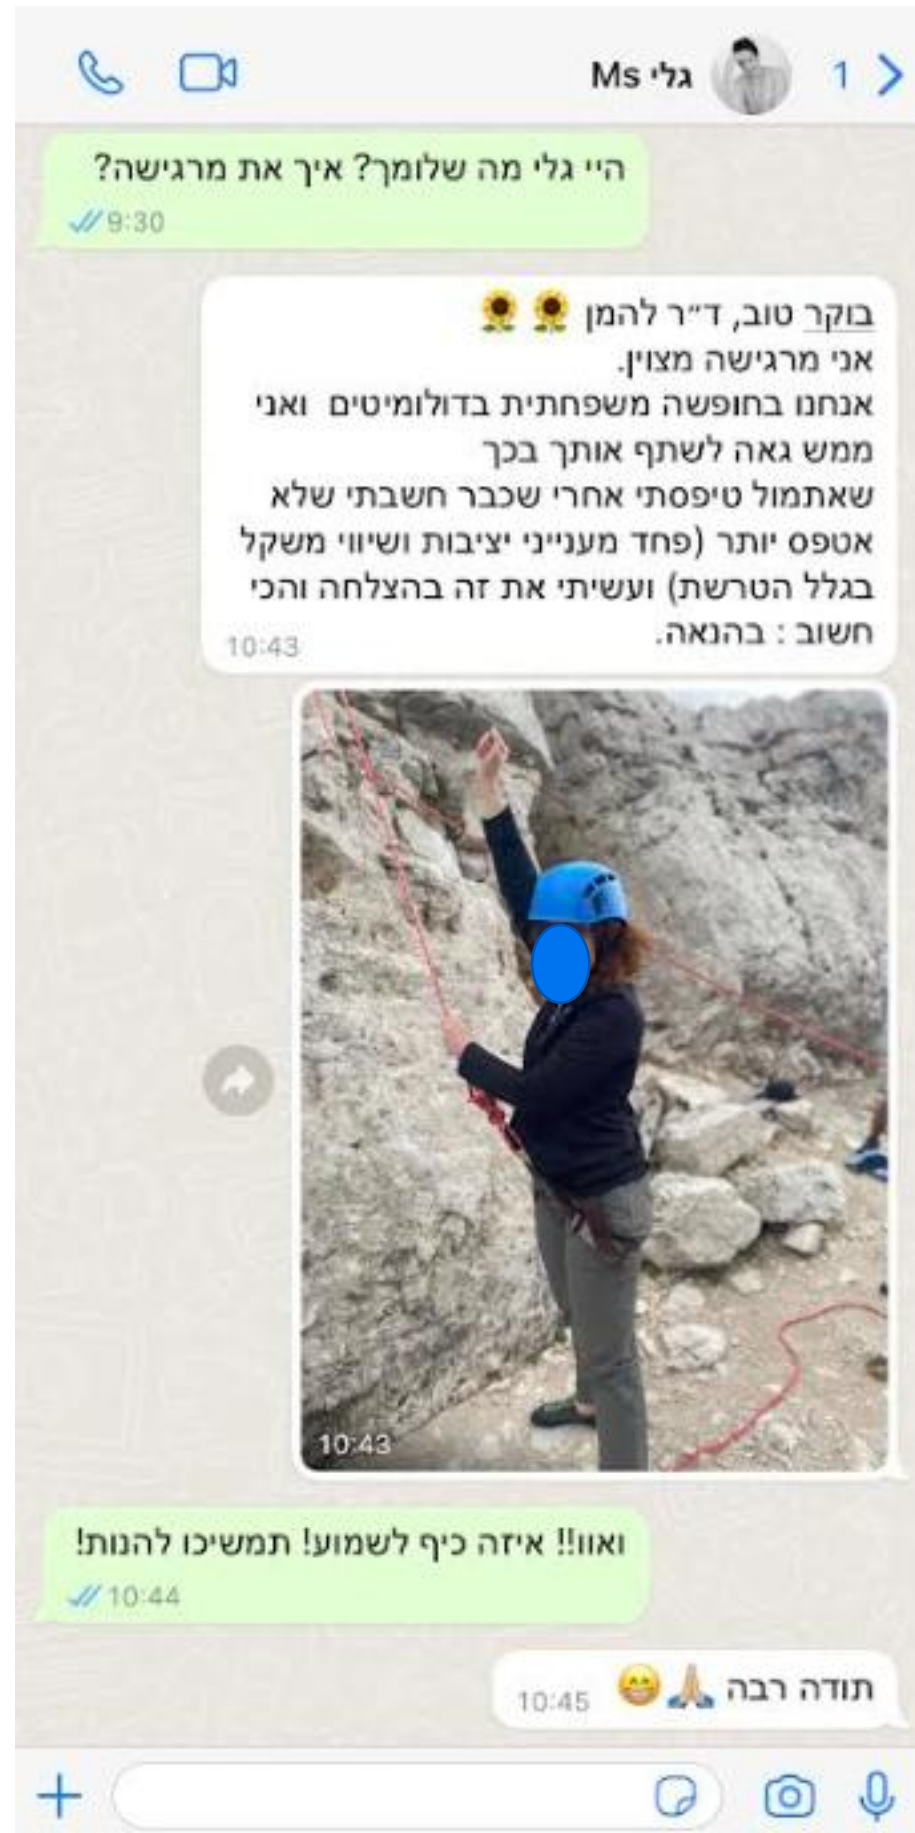 גלי Ms
1
היי גלי מה שלומך? איך את מרגישה?
9:30
בוקר טוב, ד״ר להמן 🌻 🌻
אני מרגישה מצוין.
אנחנו בחופשה משפחתית בדולומיטים ואני
ממש גאה לשתף אותך בכך
שאתמול טיפסתי אחרי שכבר חשבתי שלא
אטפס יותר (פחד מענייני יציבות ושיווי משקל
בגלל הטרשת) ועשיתי את זה בהצלחה והכי
חשוב : בהנאה.
10:43
10:43
ואוו!! איזה כיף לשמוע! תמשיכו להנות!
10:44
תודה רבה 🙏🏼 😁
10:45